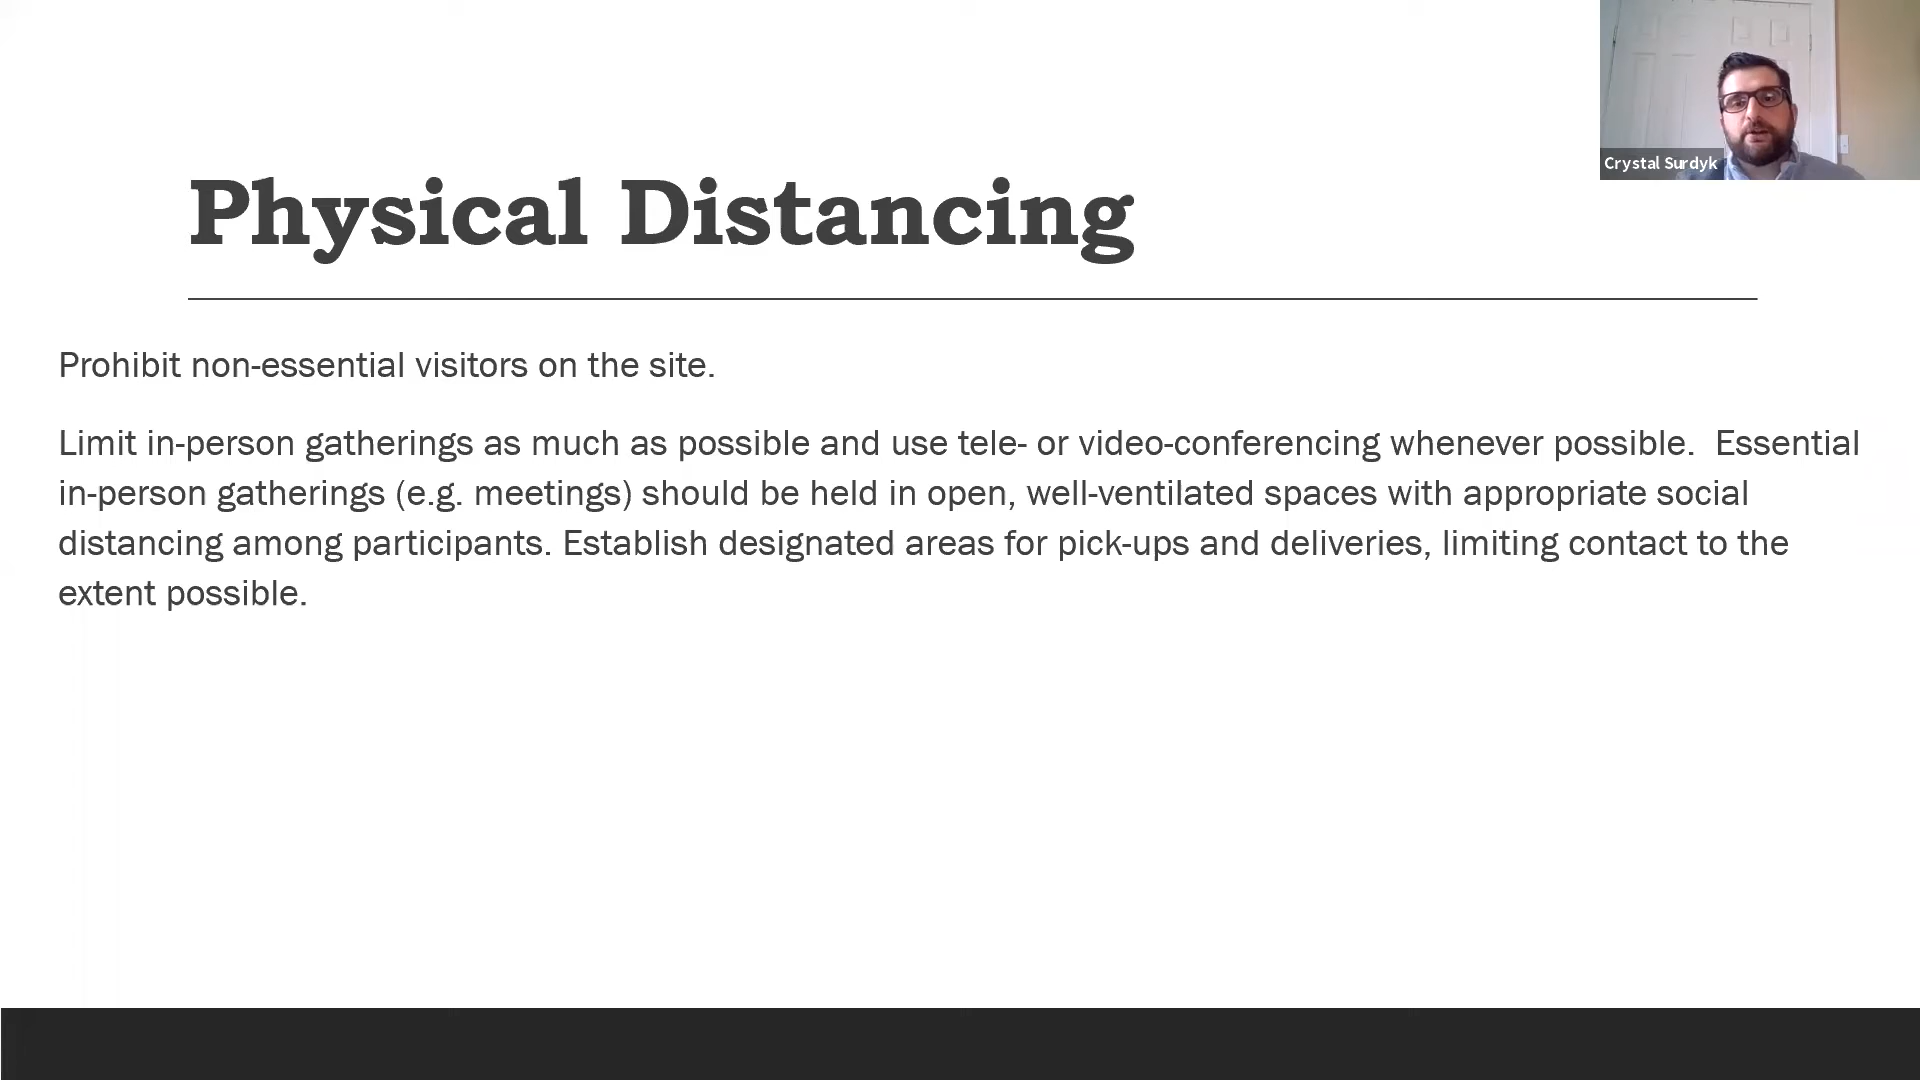 Crystal Surdyk
Physical Distancing
Prohibit non-essential visitors on the site.
Limit in-person gatherings as much as possible and use tele- or video-conferencing whenever possible.  Essential
in-person gatherings (e.g. meetings) should be held in open, well-ventilated spaces with appropriate social
distancing among participants. Establish designated areas for pick-ups and deliveries, limiting contact to the
extent possible.